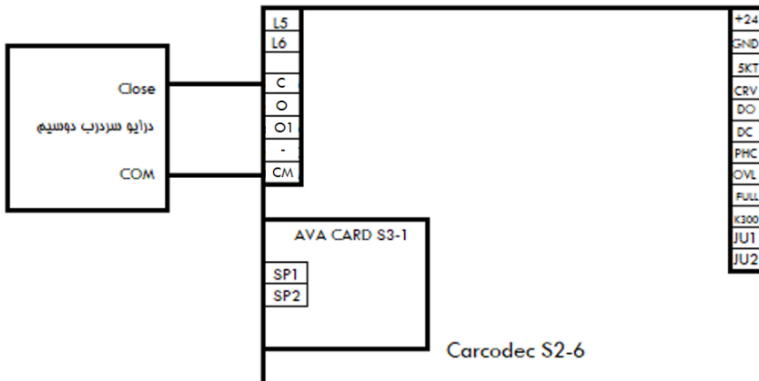 L5
L6
C
O
O1
-
CM
Close
درایو سردرب دوسیم
COM
AVA CARD S3-1
SP1
SP2
Carcodec S2-6
+24
GND
5KT
CRV
DO
DC
PHC
OVL
FULL
K300
JU1
JU2